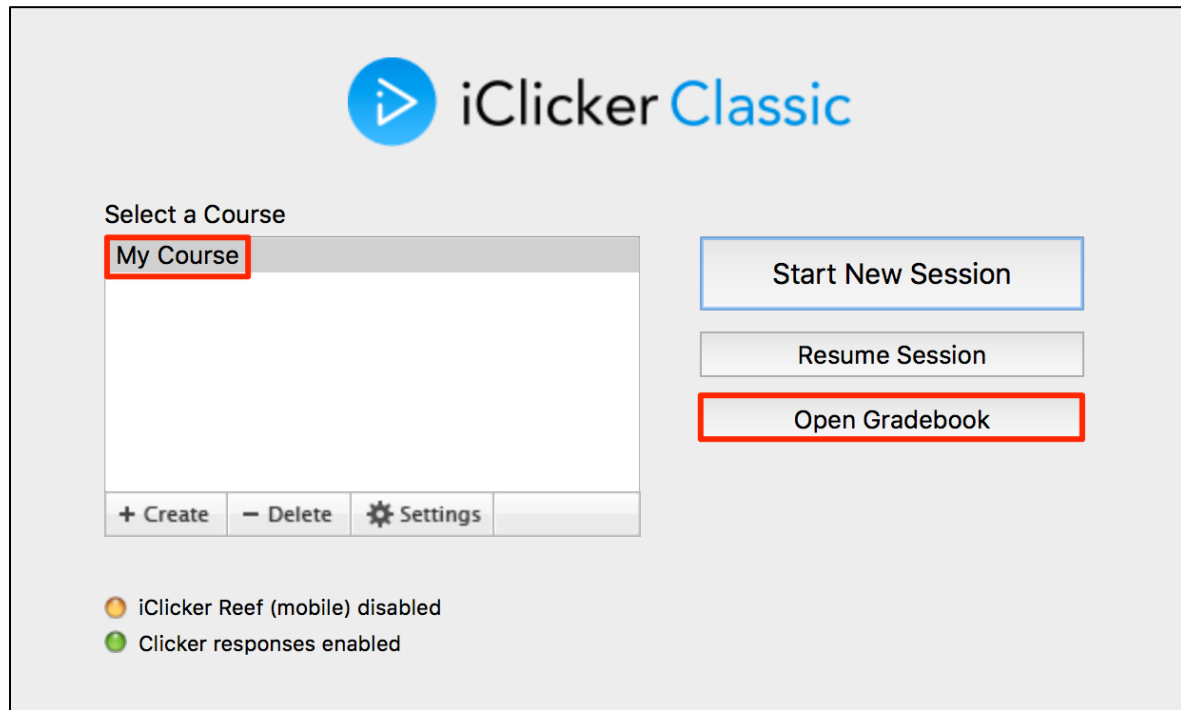 iClicker Classic
Select a Course
My Course
Start New Session
Resume Session
Open Gradebook
+ Create
− Delete
Settings
iClicker Reef (mobile) disabled
Clicker responses enabled